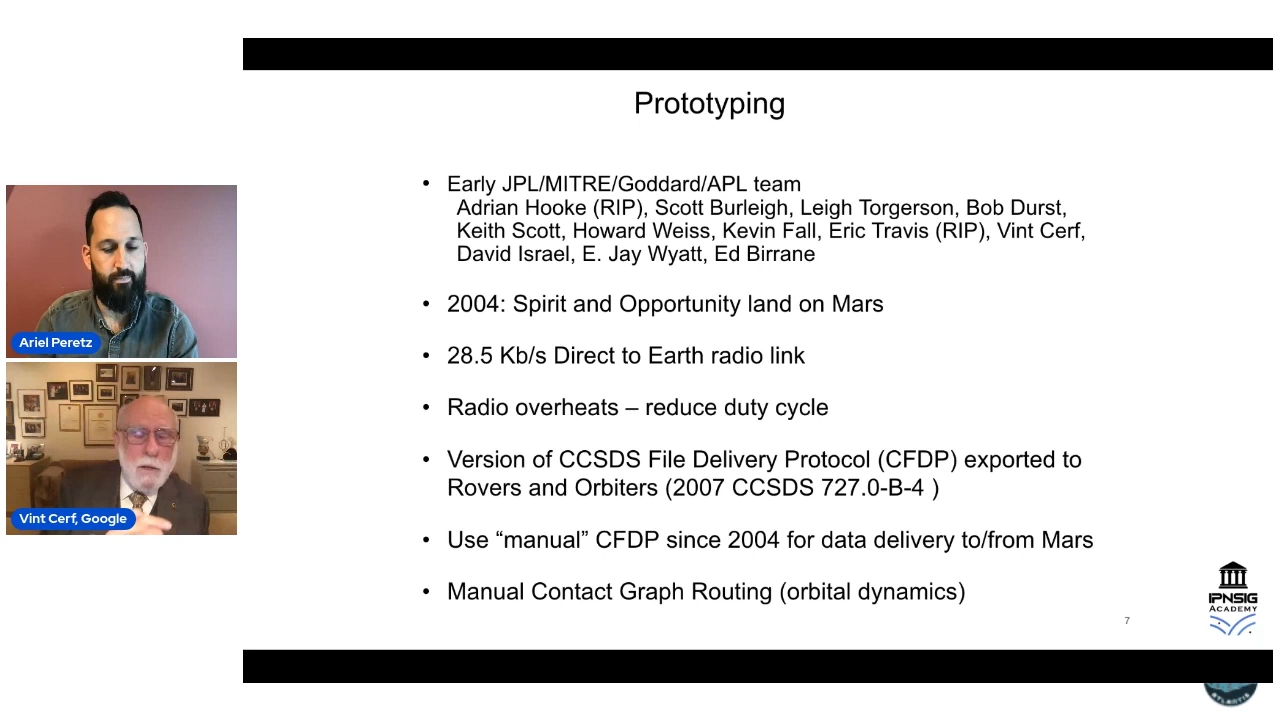 Prototyping
• Early JPL/MITRE/Goddard/APL team
Adrian Hooke (RIP), Scott Burleigh, Leigh Torgerson, Bob Durst,
Keith Scott, Howard Weiss, Kevin Fall, Eric Travis (RIP), Vint Cerf,
David Israel, E. Jay Wyatt, Ed Birrane
• 2004: Spirit and Opportunity land on Mars
• 28.5 Kb/s Direct to Earth radio link
• Radio overheats – reduce duty cycle
• Version of CCSDS File Delivery Protocol (CFDP) exported to
Rovers and Orbiters (2007 CCSDS 727.0-B-4 )
• Use “manual” CFDP since 2004 for data delivery to/from Mars
• Manual Contact Graph Routing (orbital dynamics)
7
IPNSIG
ACADEMY
Ariel Peretz
Vint Cerf, Google